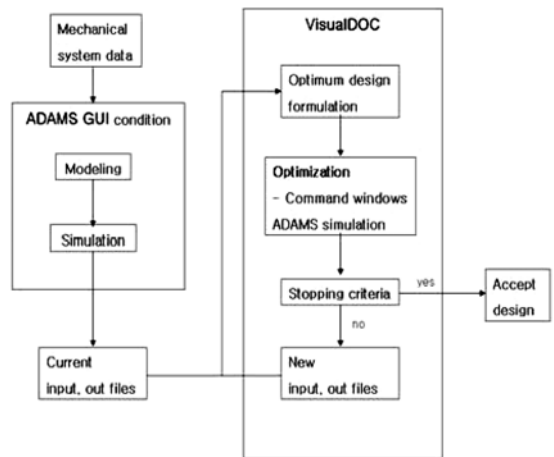 Mechanical
system data
ADAMS GUI condition
Modeling
Simulation
Current
input, out files
VisualDOC
Optimum design
formulation
Optimization
- Command windows
ADAMS simulation
Stopping criteria
yes
no
New
input, out files
Accept
design